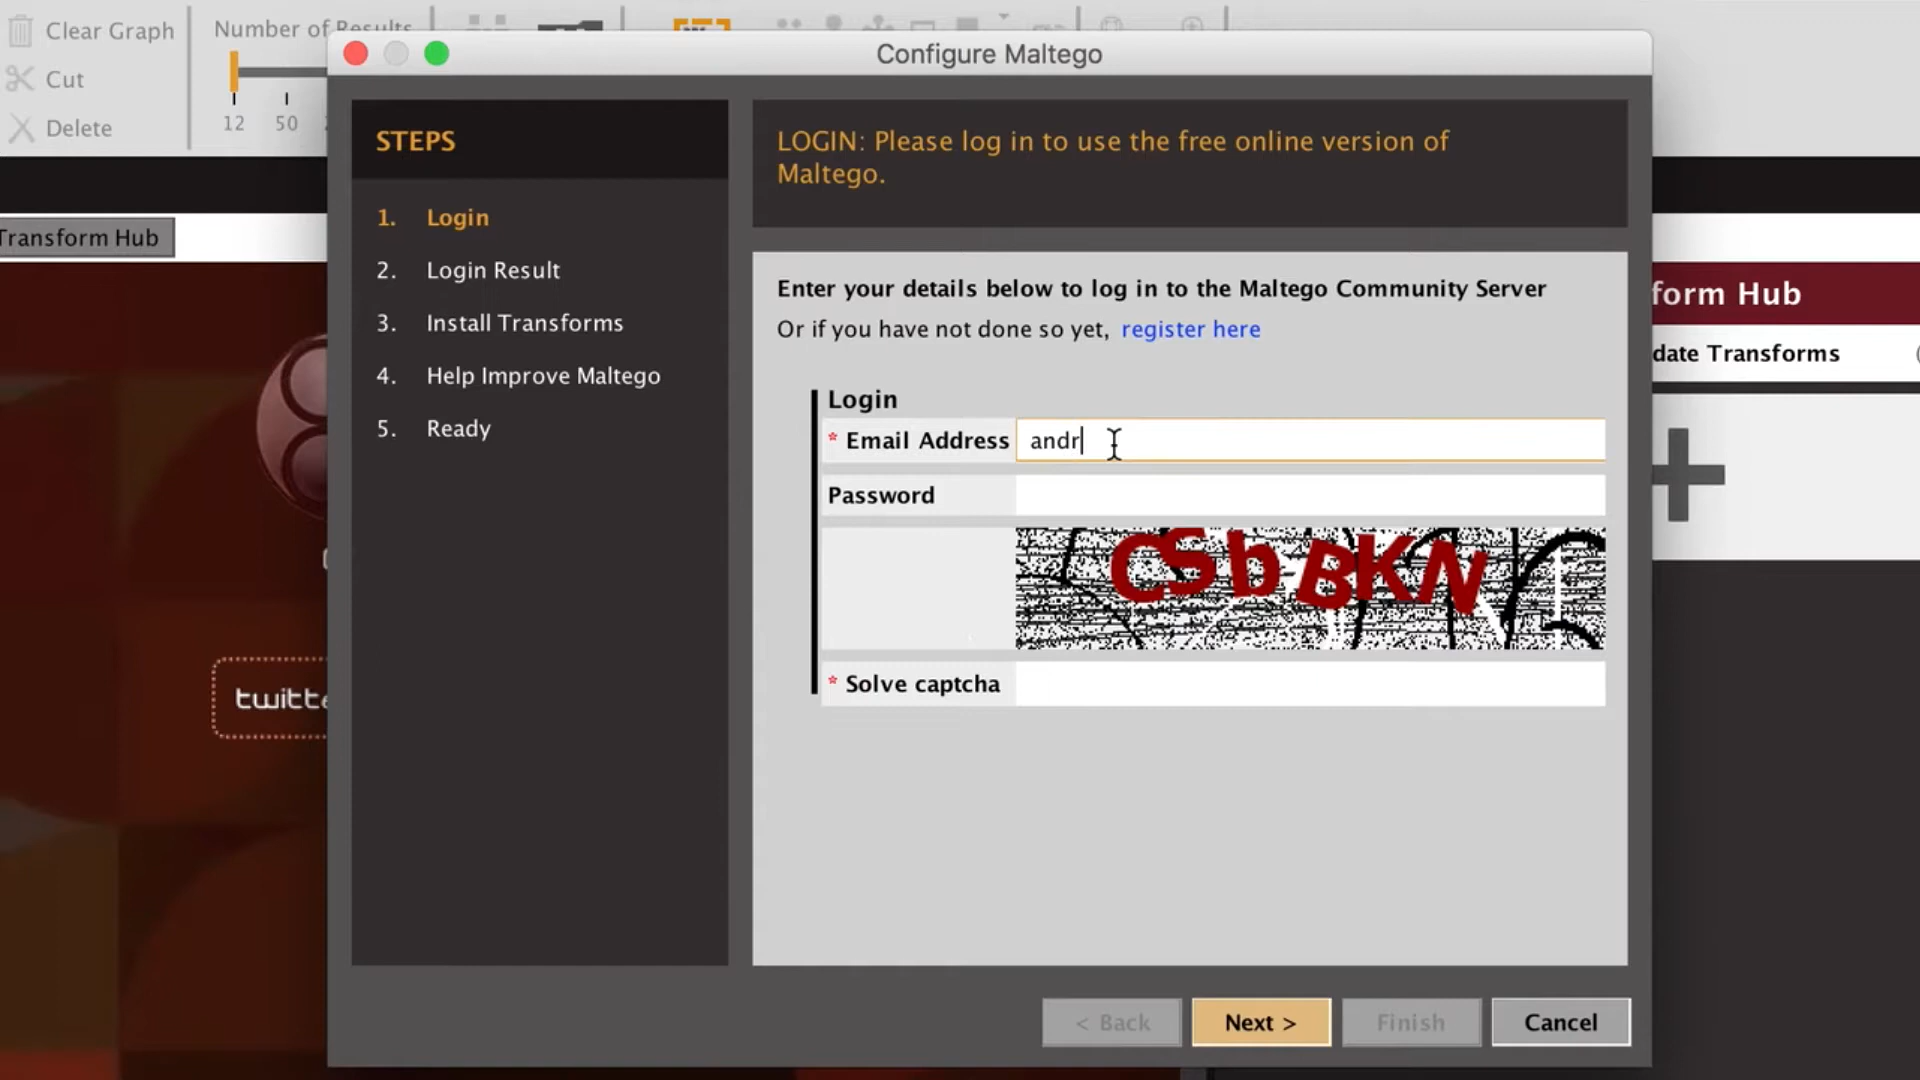 Clear Graph
Number of Results
Cut
Delete
12
50
Configure Maltego
STEPS
1. Login
2. Login Result
3. Install Transforms
4. Help Improve Maltego
5. Ready
LOGIN: Please log in to use the free online version of
Maltego.
Enter your details below to log in to the Maltego Community Server
Or if you have not done so yet, register here
Login
* Email Address andr
Password
CSbBKN
* Solve captcha
< Back
Next >
Finish
Cancel
Transform Hub
form Hub
date Transforms
twitte